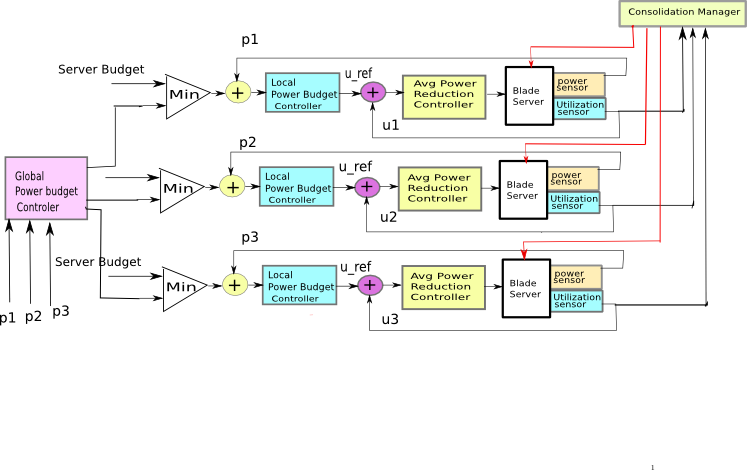 Consolidation Manager
p1
Server Budget
Min
+
Local
Power Budget
Controller
u_ref
+
Avg Power
Reduction
Controller
Blade
Server
power
sensor
Utilization
sensor
u1
p2
Min
+
Local
Power Budget
Controller
u_ref
+
Avg Power
Reduction
Controller
Blade
Server
power
sensor
Utilization
sensor
u2
Global
Power budget
Controler
p3
Server Budget
Min
+
Local
Power Budget
Controller
u_ref
+
Avg Power
Reduction
Controller
Blade
Server
power
sensor
Utilization
sensor
u3
p1 p2 p3
1